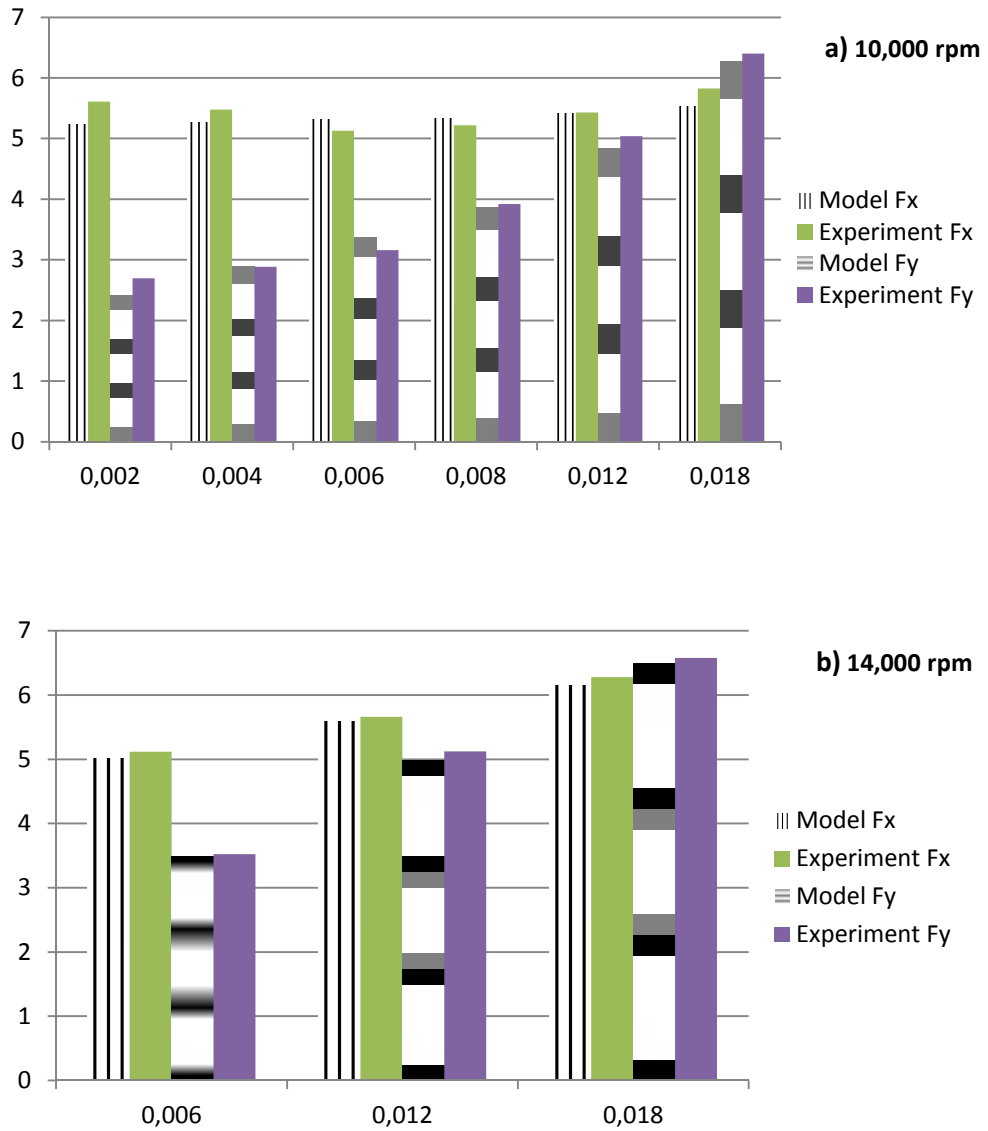 7
a) 10,000 rpm
6
5
4
Model Fx
Experiment Fx
3
Model Fy
Experiment Fy
2
1
0
0,002 0,004 0,006 0,008 0,012 0,018
7
b) 14,000 rpm
6
5
4
Model Fx
Experiment Fx
3
Model Fy
Experiment Fy
2
1
0
0,006 0,012 0,018